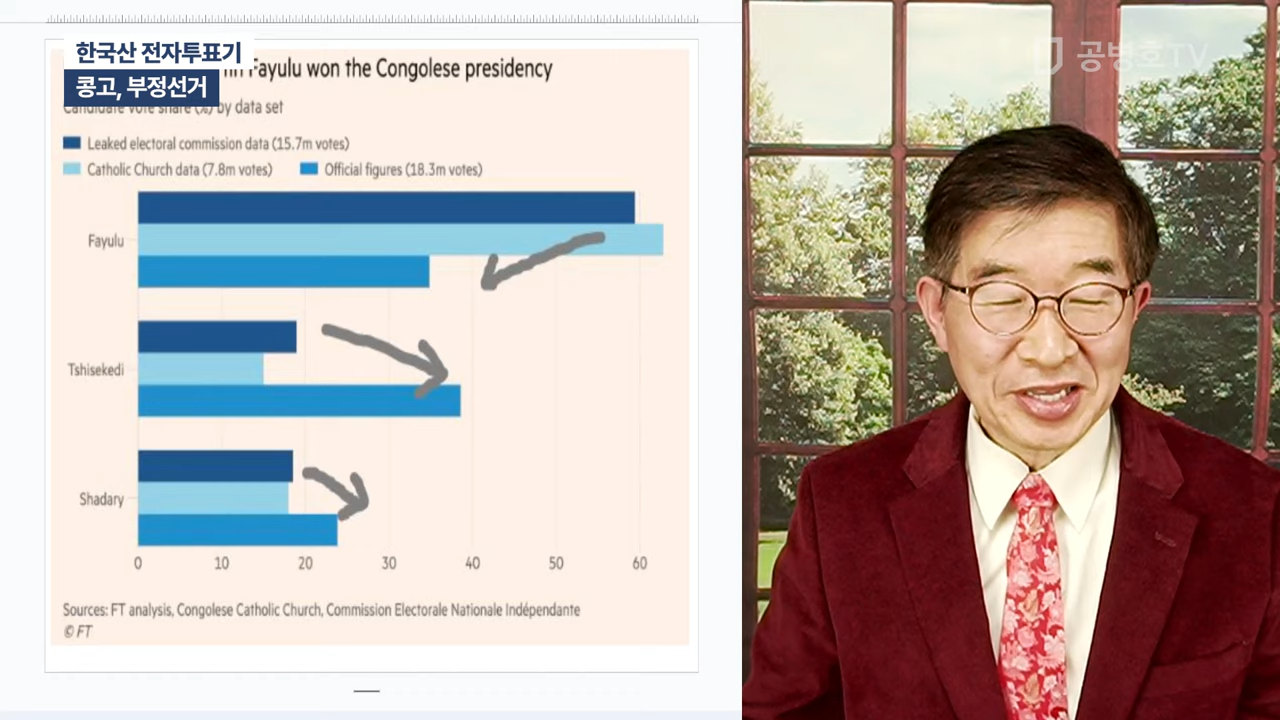 한국산 전자투표기
콩고, 부정선거
Fayulu won the Congolese presidency
Candidate vote share (%) by data set
Leaked electoral commission data (15.7m votes)
Catholic Church data (7.8m votes) Official figures (18.3m votes)
Fayulu
Tshisekedi
Shadary
0 10 20 30 40 50 60
Sources: FT analysis, Congolese Catholic Church, Commission Electorale Nationale Indépendante
© FT
공병호TV